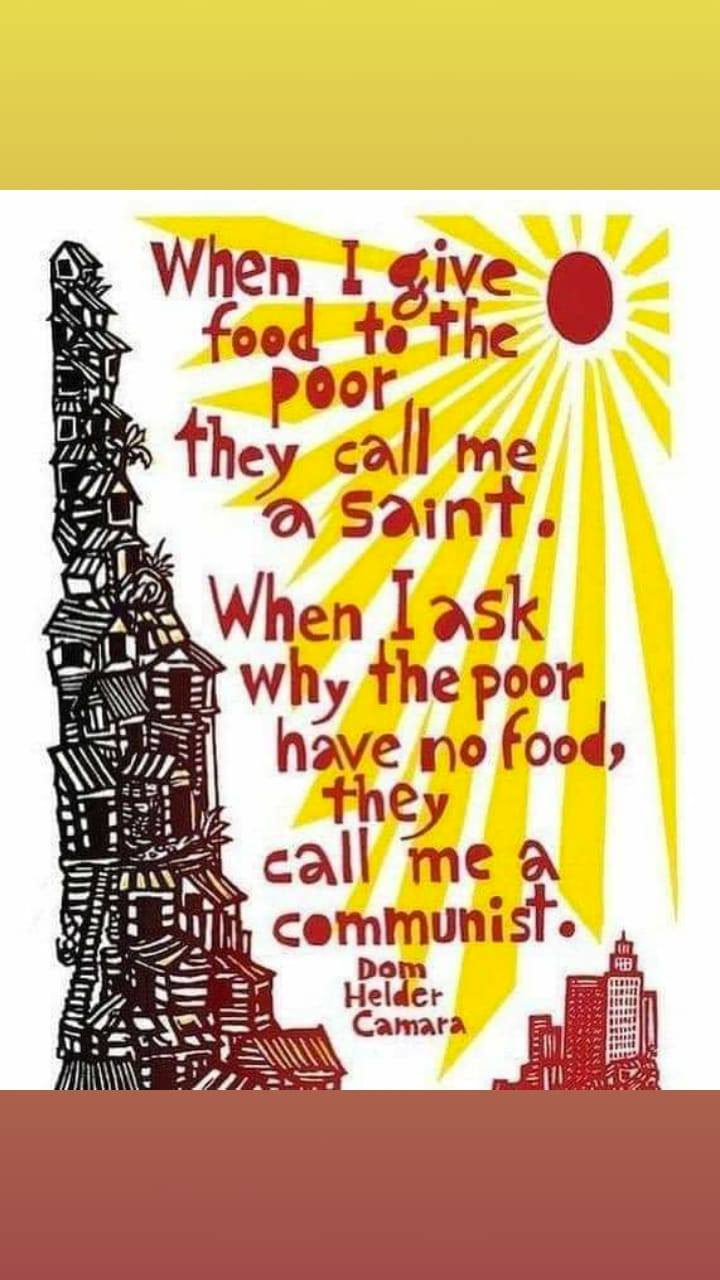 When I give
food to the
poor,
they call me
a saint.
When I ask
why the poor
have no food,
they
call me a
communist.
Dom
Helder
Camara